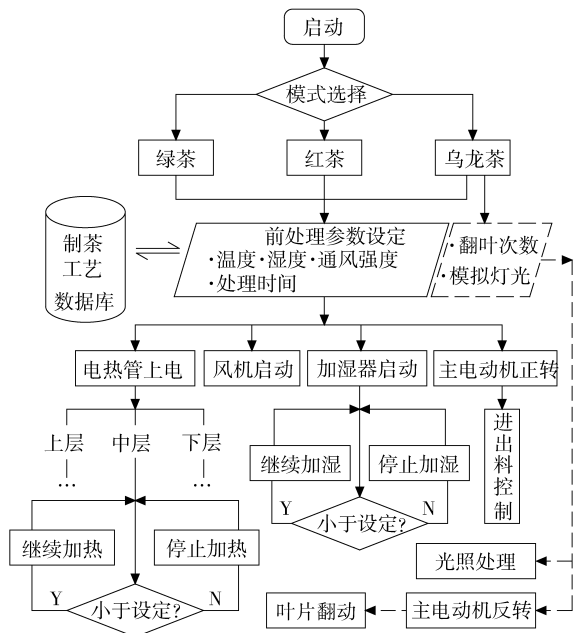 启动
模式选择
绿茶
红茶
乌龙茶
制茶
工艺
数据库
前处理参数设定
·温度·湿度·通风强度
·处理时间
·翻叶次数
·模拟灯光
电热管上电
风机启动
加湿器启动
主电动机正转
上层
中层
下层
…
…
继续加湿
停止加湿
进出料控制
Y
小于设定?
N
继续加热
停止加热
Y
小于设定?
N
光照处理
叶片翻动
主电动机反转